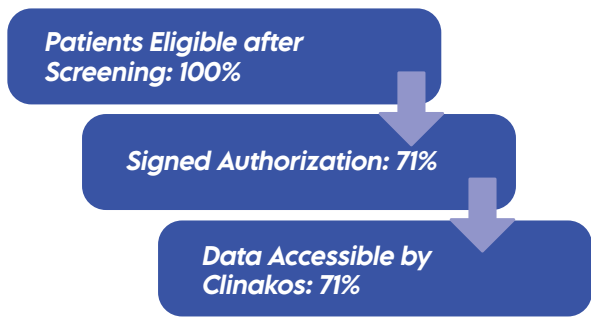 Patients Eligible after
Screening: 100%
Signed Authorization: 71%
Data Accessible by
Clinakos: 71%